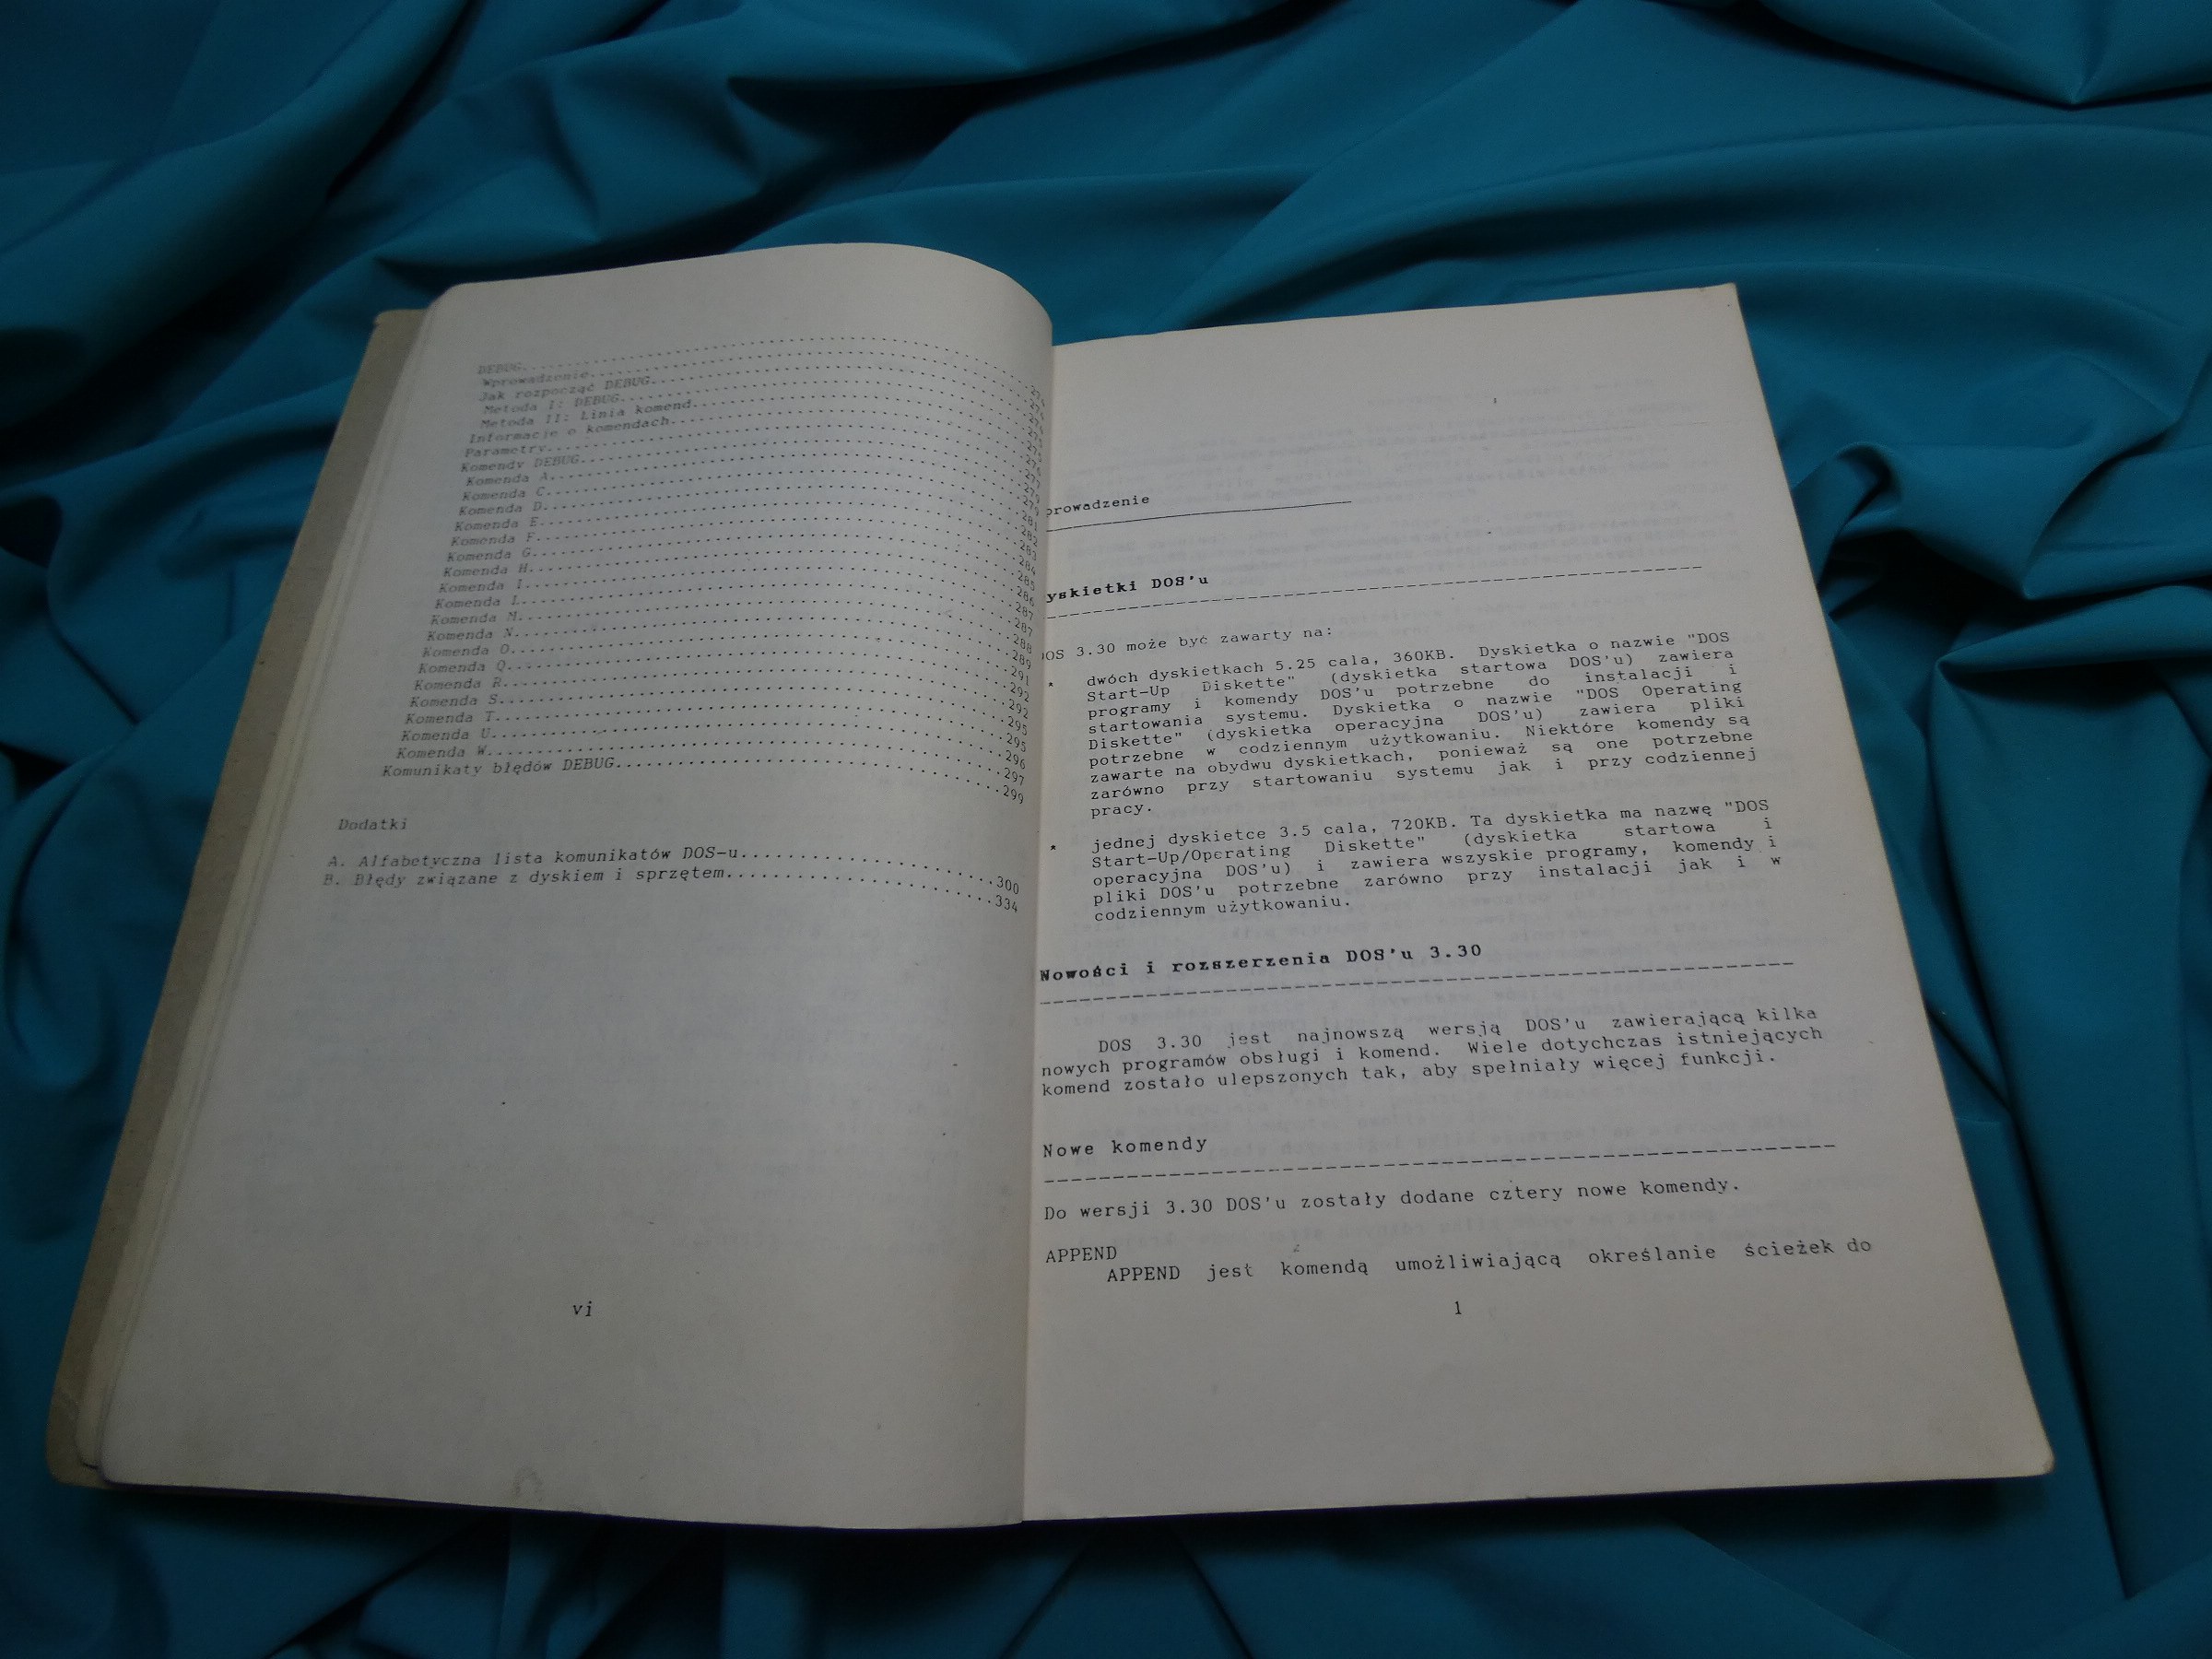 DEBUG
Wprowadzenie
Jak rozpocząć DEBUG
Metoda I: DEBUG
Metoda II: Linia komend
Informacje o komendach
Parametry
Komendy DEBUG
Komenda A
Komenda C
Komenda D
Komenda E
Komenda F
Komenda G
Komenda H
Komenda I
Komenda L
Komenda M
Komenda N
Komenda O
Komenda Q
Komenda R
Komenda S
Komenda T
Komenda U
Komenda W
Komunikaty błędów DEBUG....299
Dodatki
A. Alfabetyczna lista komunikatów DOS-u....300
B. Błędy związane z dyskiem i sprzętem....334
vi
prowadzenie
yskietki DOS'u
OS 3.30 może być zawarty na:
* dwóch dyskietkach 5.25 cala, 360KB. Dyskietka o nazwie "DOS
Start-Up Diskette" (dyskietka startowa DOS'u) zawiera
programy i komendy DOS'u potrzebne do instalacji i
startowania systemu. Dyskietka o nazwie "DOS Operating
Diskette" (dyskietka operacyjna DOS'u) zawiera pliki
potrzebne w codziennym użytkowaniu. Niektóre komendy są
zawarte na obydwu dyskietkach, ponieważ są one potrzebne
zarówno przy startowaniu systemu jak i przy codziennej
pracy.
* jednej dyskietce 3.5 cala, 720KB. Ta dyskietka ma nazwę "DOS
Start-Up/Operating Diskette" (dyskietka startowa i
operacyjna DOS'u) i zawiera wszyskie programy, komendy i
pliki DOS'u potrzebne zarówno przy instalacji jak i w
codziennym użytkowaniu.
Nowości i rozszerzenia DOS'u 3.30
DOS 3.30 jest najnowszą wersją DOS'u zawierającą kilka
nowych programów obsługi i komend. Wiele dotychczas istniejących
komend zostało ulepszonych tak, aby spełniały więcej funkcji.
Nowe komendy
Do wersji 3.30 DOS'u zostały dodane cztery nowe komendy.
APPEND
APPEND jest komendą umożliwiającą określanie ścieżek do
1